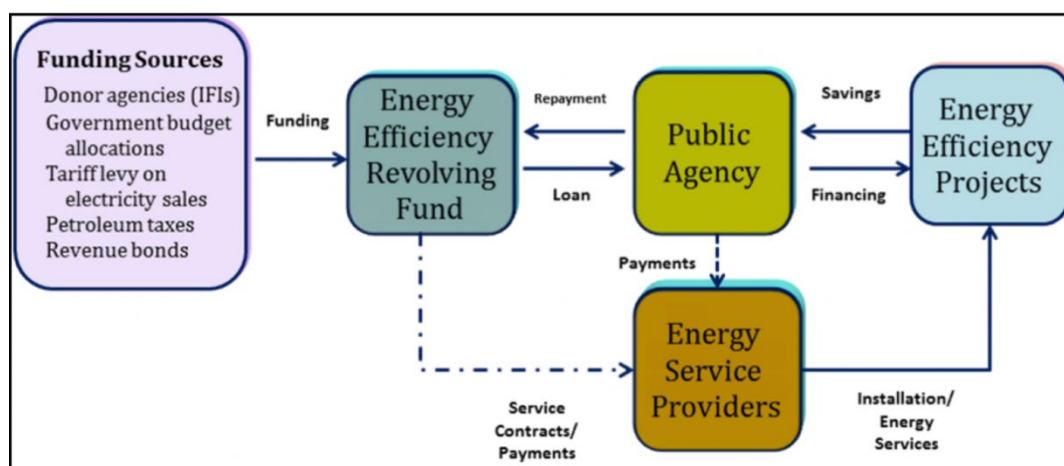 Funding Sources
Donor agencies (IFIs)
Government budget
allocations
Tariff levy on
electricity sales
Petroleum taxes
Revenue bonds
Funding
Energy
Efficiency
Revolving
Fund
Repayment
Loan
Public
Agency
Savings
Financing
Energy
Efficiency
Projects
Payments
Energy
Service
Providers
Service
Contracts/
Payments
Installation/
Energy
Services